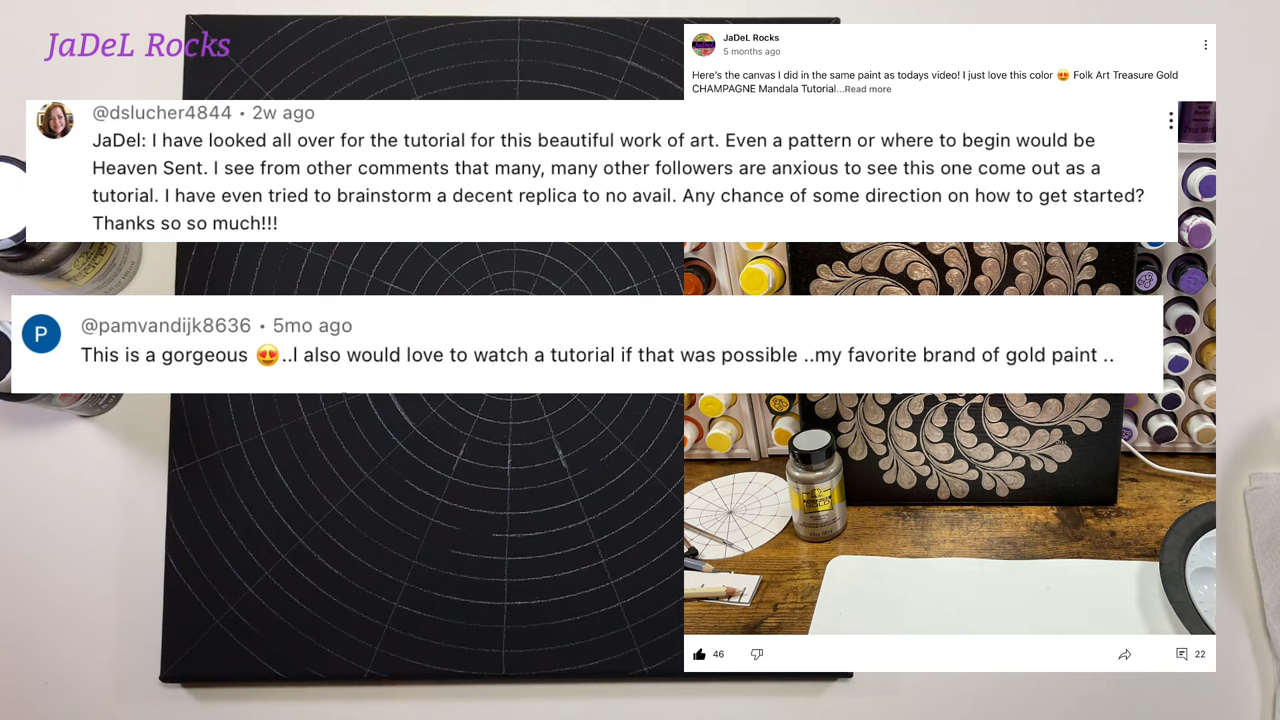 JaDeL Rocks
JaDeL Rocks
5 months ago
Here's the canvas I did in the same paint as todays video! I just love this color 😍 Folk Art Treasure Gold
CHAMPAGNE Mandala Tutorial...Read more
@dslucher4844 • 2w ago
JaDel: I have looked all over for the tutorial for this beautiful work of art. Even a pattern or where to begin would be
Heaven Sent. I see from other comments that many, many other followers are anxious to see this one come out as a
tutorial. I have even tried to brainstorm a decent replica to no avail. Any chance of some direction on how to get started?
Thanks so so much!!!
P
@pamvandijk8636 • 5mo ago
This is a gorgeous 😍..I also would love to watch a tutorial if that was possible ..my favorite brand of gold paint ..
GOLD
46
22